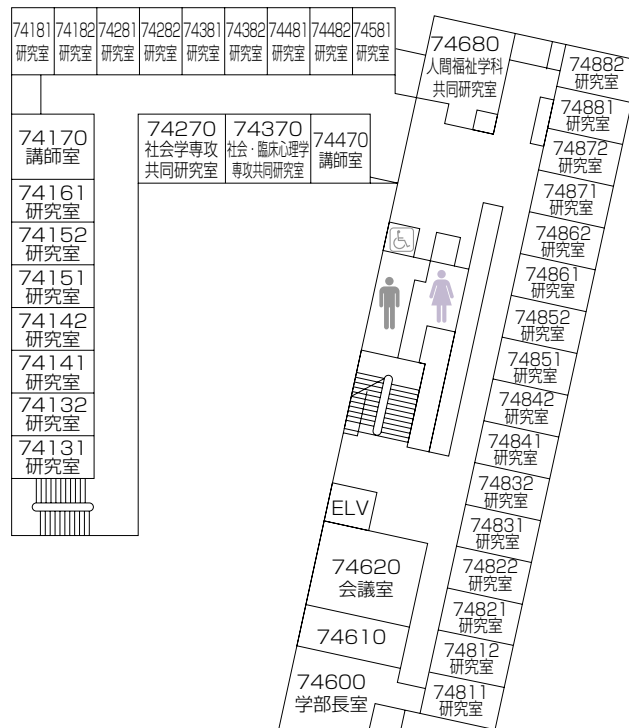 74181
研究室
74182
研究室
74281
研究室
74282
研究室
74381
研究室
74382
研究室
74481
研究室
74482
研究室
74581
研究室
74680
人間福祉学科
共同研究室
74170
講師室
74270
社会学専攻
共同研究室
74370
社会・臨床心理学
専攻共同研究室
74470
講師室
74161
研究室
74152
研究室
74151
研究室
74142
研究室
74141
研究室
74132
研究室
74131
研究室
74882
研究室
74881
研究室
74872
研究室
74871
研究室
74862
研究室
74861
研究室
74852
研究室
74851
研究室
74842
研究室
74841
研究室
74832
研究室
74831
研究室
74822
研究室
74821
研究室
74812
研究室
74811
研究室
ELV
74620
会議室
74610
74600
学部長室